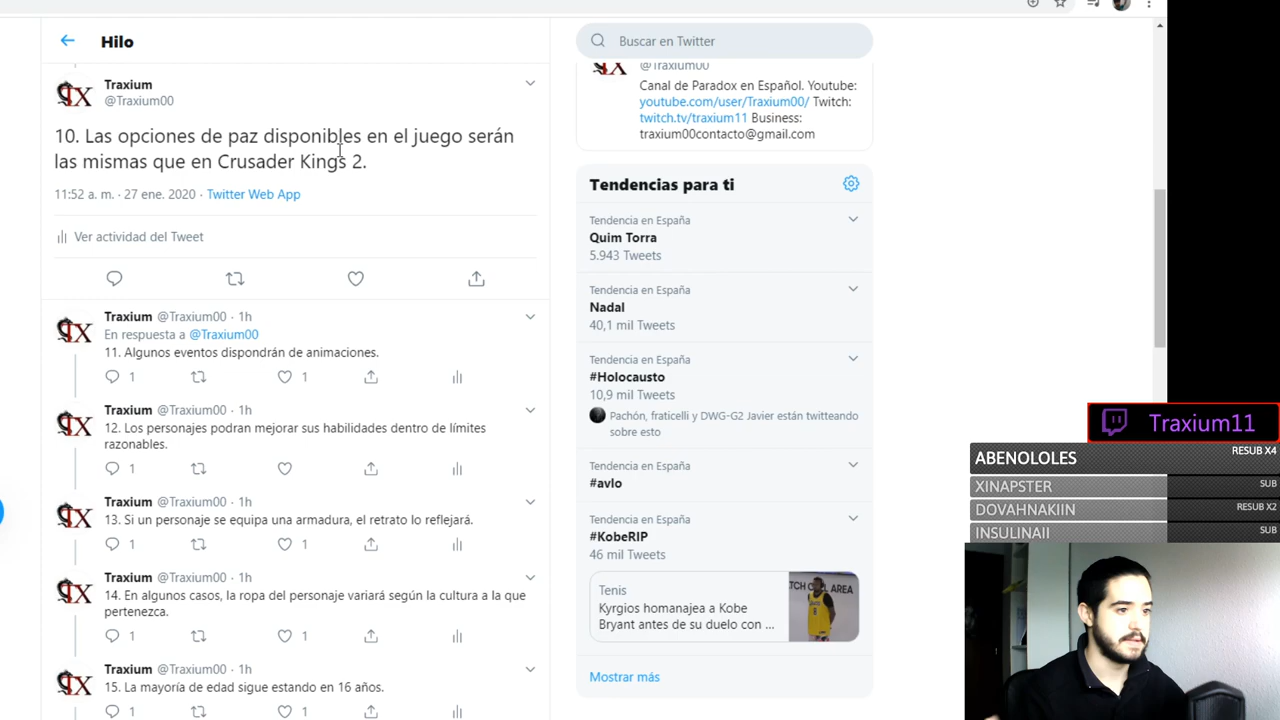 Hilo
Traxium
@Traxium00
10. Las opciones de paz disponibles en el juego serán
las mismas que en Crusader Kings 2.
11:52 a. m. · 27 ene. 2020 · Twitter Web App
Ver actividad del Tweet
Traxium @Traxium00 · 1h
En respuesta a @Traxium00
11. Algunos eventos dispondrán de animaciones.
1 1
Traxium @Traxium00 · 1h
12. Los personajes podran mejorar sus habilidades dentro de límites
razonables.
1
Traxium @Traxium00 · 1h
13. Si un personaje se equipa una armadura, el retrato lo reflejará.
1 1
Traxium @Traxium00 · 1h
14. En algunos casos, la ropa del personaje variará según la cultura a la que
pertenezca.
1 1
Traxium @Traxium00 · 1h
15. La mayoría de edad sigue estando en 16 años.
1 1
Buscar en Twitter
@Traxium00
Canal de Paradox en Español. Youtube:
youtube.com/user/Traxium00/ Twitch:
twitch.tv/traxium11 Business:
traxium00contacto@gmail.com
Tendencias para ti
Tendencia en España
Quim Torra
5.943 Tweets
Tendencia en España
Nadal
40,1 mil Tweets
Tendencia en España
#Holocausto
10,9 mil Tweets
Pachón, fraticelli y DWG-G2 Javier están twitteando
sobre esto
Tendencia en España
#avlo
Tendencia en España
#KobeRIP
46 mil Tweets
Tenis
Kyrgios homanajea a Kobe
Bryant antes de su duelo con ...
Mostrar más
Traxium11
ABENOLOLES RESUB X4
XINAPSTER SUB
DOVAHNAKIIN RESUB X2
INSULINAII SUB